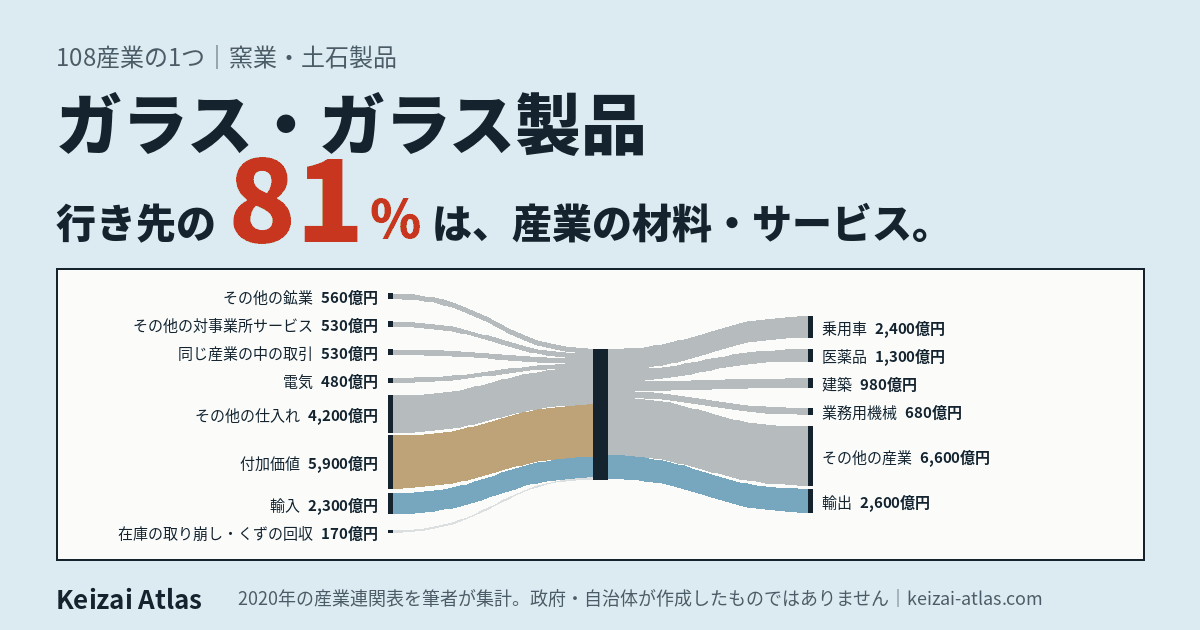 108産業の1つ｜窯業・土石製品
ガラス・ガラス製品
行き先の 81% は、産業の材料・サービス。
その他の鉱業 560億円
その他の対事業所サービス 530億円
同じ産業の中の取引 530億円
電気 480億円
その他の仕入れ 4,200億円
付加価値 5,900億円
輸入 2,300億円
在庫の取り崩し・くずの回収 170億円
乗用車 2,400億円
医薬品 1,300億円
建築 980億円
業務用機械 680億円
その他の産業 6,600億円
輸出 2,600億円
Keizai Atlas 2020年の産業連関表を筆者が集計。政府・自治体が作成したものではありません｜keizai-atlas.com